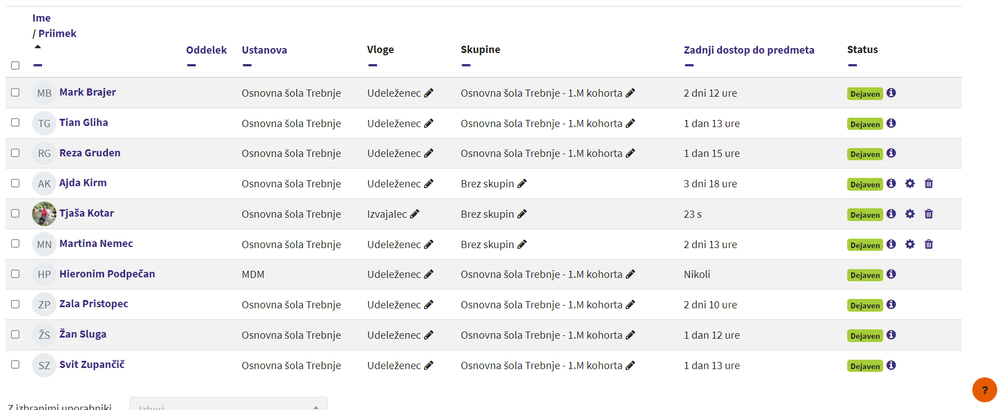 Ime
/ Priimek
Oddelek Ustanova Vloge Skupine Zadnji dostop do predmeta Status
MB Mark Brajer Osnovna šola Trebnje Udeleženec Osnovna šola Trebnje - 1.M kohorta 2 dni 12 ure Dejaven
TG Tian Gliha Osnovna šola Trebnje Udeleženec Osnovna šola Trebnje - 1.M kohorta 1 dan 13 ure Dejaven
RG Reza Gruden Osnovna šola Trebnje Udeleženec Osnovna šola Trebnje - 1.M kohorta 1 dan 15 ure Dejaven
AK Ajda Kirm Osnovna šola Trebnje Udeleženec Brez skupin 3 dni 18 ure Dejaven
Tjaša Kotar Osnovna šola Trebnje Izvajalec Brez skupin 23 s Dejaven
MN Martina Nemec Osnovna šola Trebnje Udeleženec Brez skupin 2 dni 13 ure Dejaven
HP Hieronim Podpečan MDM Udeleženec Osnovna šola Trebnje - 1.M kohorta Nikoli Dejaven
ZP Zala Pristopec Osnovna šola Trebnje Udeleženec Osnovna šola Trebnje - 1.M kohorta 2 dni 10 ure Dejaven
ŽS Žan Sluga Osnovna šola Trebnje Udeleženec Osnovna šola Trebnje - 1.M kohorta 1 dan 12 ure Dejaven
SZ Svit Zupančič Osnovna šola Trebnje Udeleženec Osnovna šola Trebnje - 1.M kohorta 1 dan 13 ure Dejaven
?
Z izbranimi uporabniki Izberi